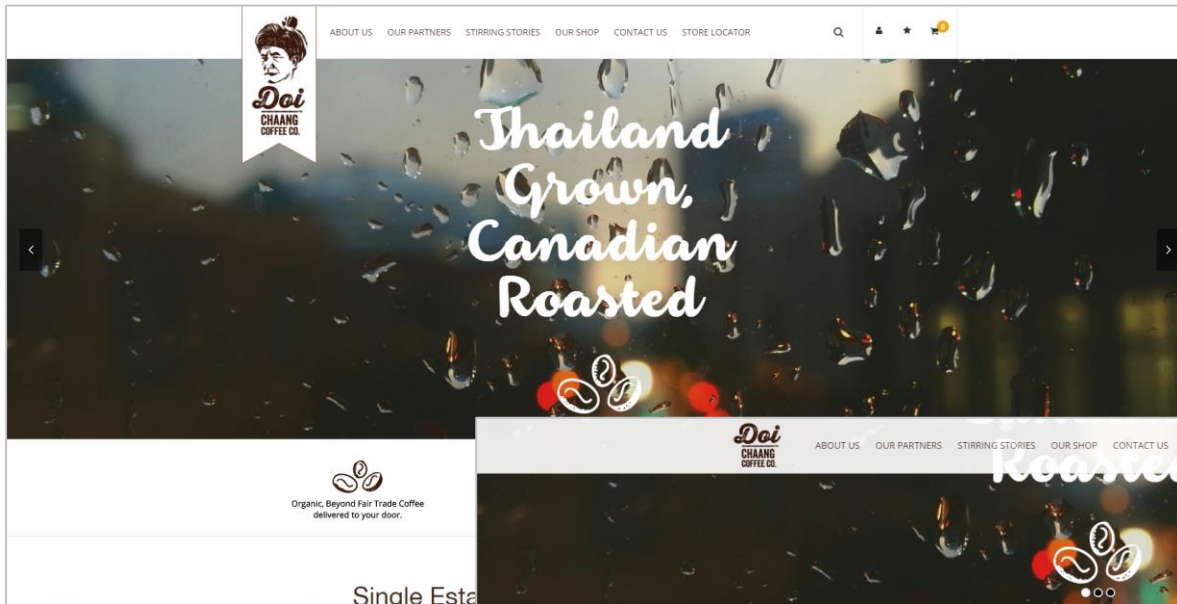 ABOUT US OUR PARTNERS STIRRING STORIES OUR SHOP CONTACT US STORE LOCATOR
0
Doi
CHAANG
COFFEE CO.
Thailand
Grown,
Canadian
Roasted
Organic, Beyond Fair Trade Coffee
delivered to your door.
Single Esta
Doi
CHAANG
COFFEE CO.
ABOUT US OUR PARTNERS STIRRING STORIES OUR SHOP CONTACT US
Roasted